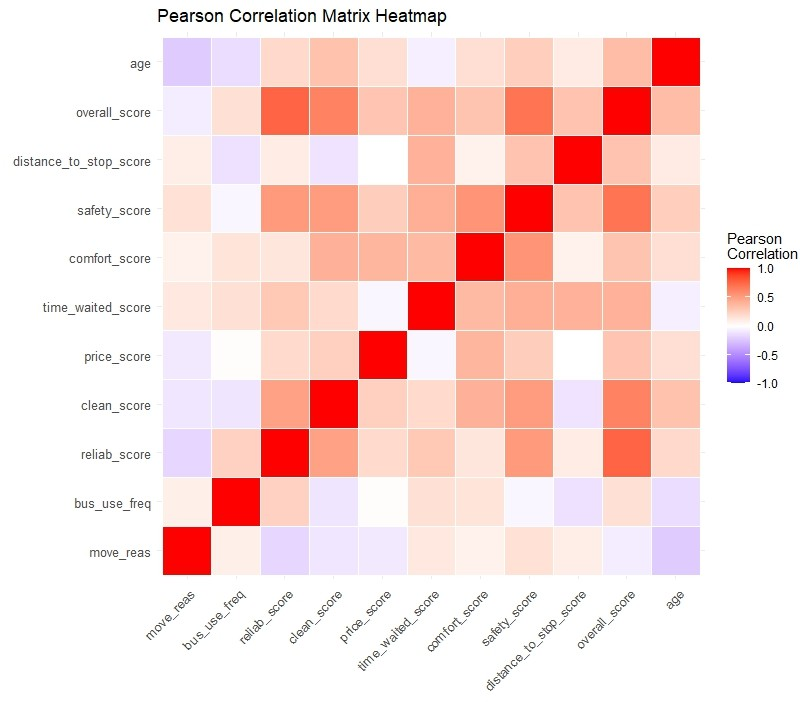 Pearson Correlation Matrix Heatmap
age
overall_score
distance_to_stop_score
safety_score
comfort_score
time_waited_score
price_score
clean_score
reliab_score
bus_use_freq
move_reas
move_reas
bus_use_freq
reliab_score
clean_score
price_score
time_waited_score
comfort_score
safety_score
distance_to_stop_score
overall_score
age
Pearson
Correlation
1.0
0.5
0.0
-0.5
-1.0